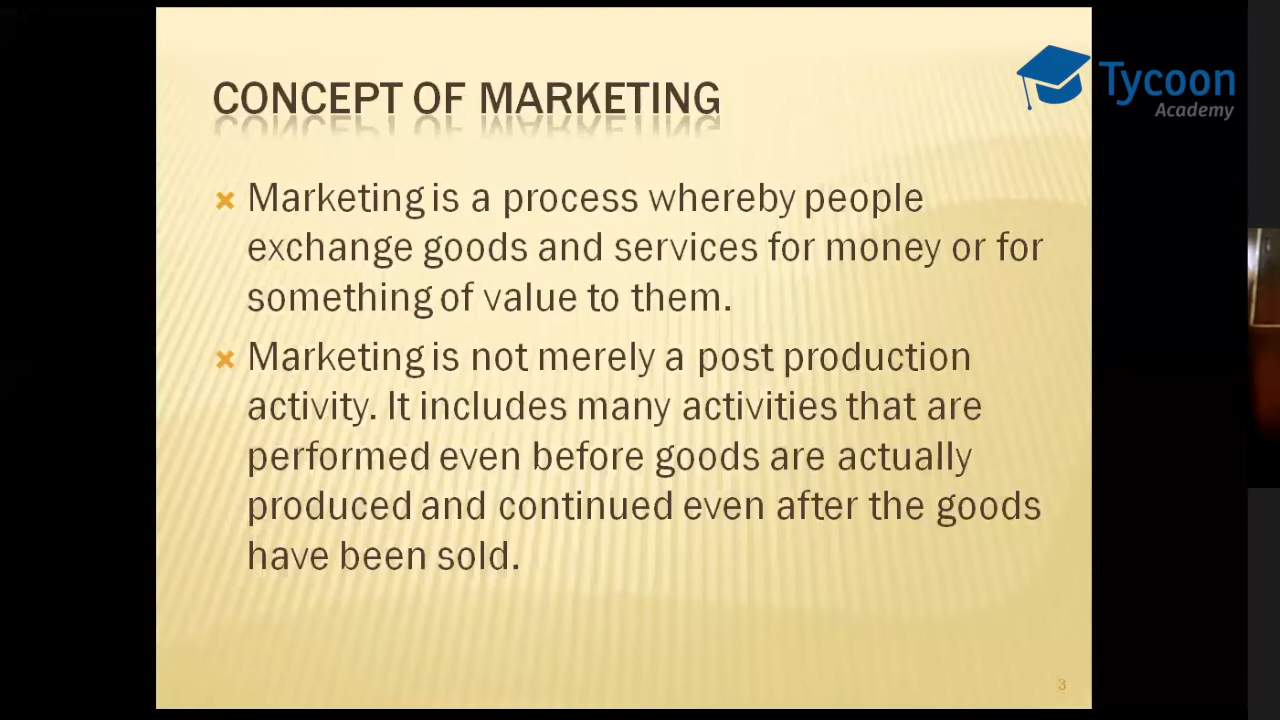 Tycoon
Academy
CONCEPT OF MARKETING
Marketing is a process whereby people
exchange goods and services for money or for
something of value to them.
Marketing is not merely a post production
activity. It includes many activities that are
performed even before goods are actually
produced and continued even after the goods
have been sold.
3